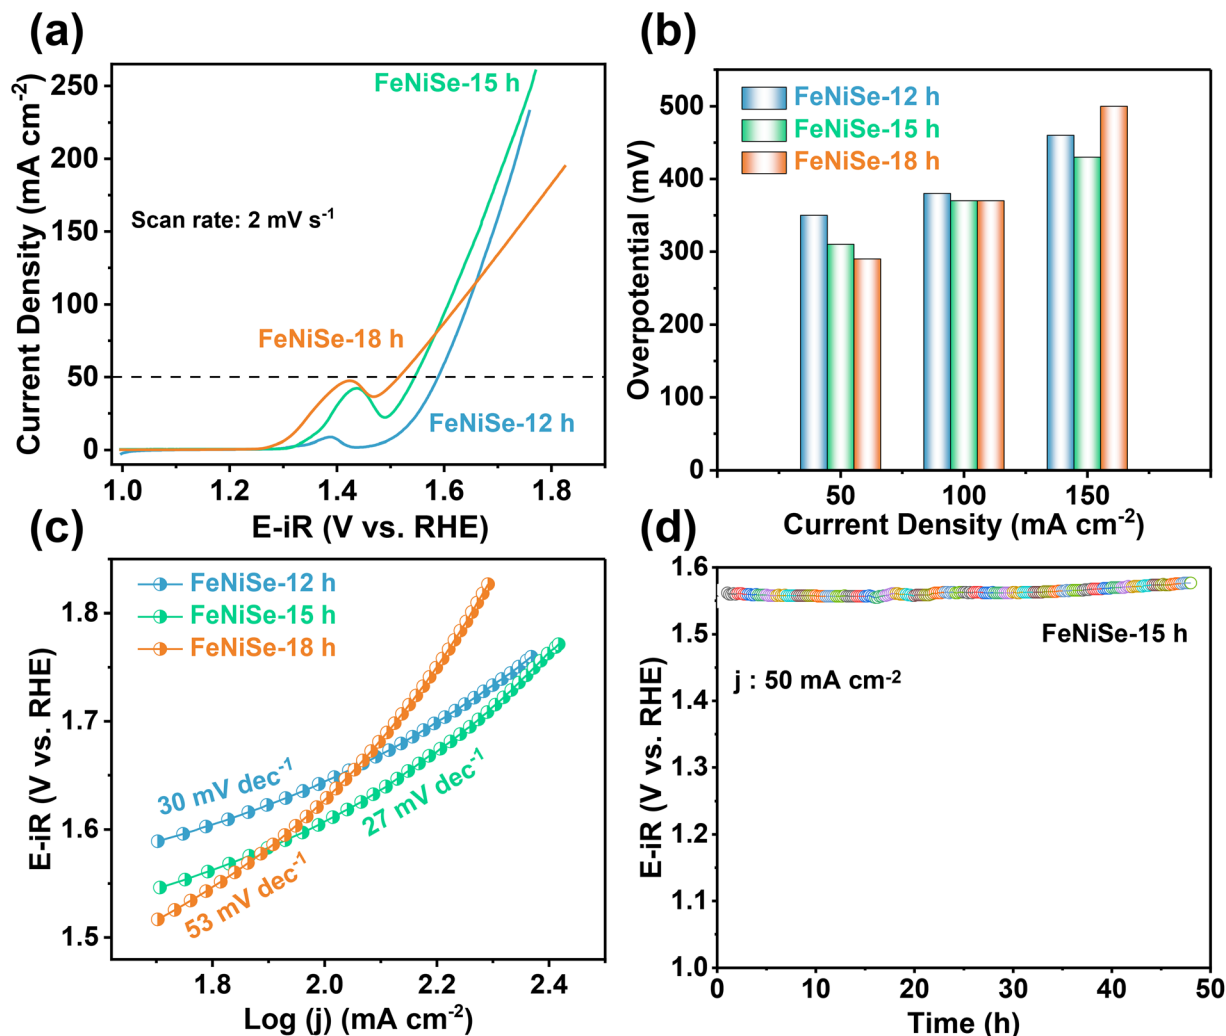 (a)
250
200
150
100
50
0
Current Density (mA cm⁻²)
FeNiSe-15 h
Scan rate: 2 mV s⁻¹
FeNiSe-18 h
FeNiSe-12 h
1.0 1.2 1.4 1.6 1.8
E-iR (V vs. RHE)
(b)
500
400
300
200
100
0
Overpotential (mV)
FeNiSe-12 h
FeNiSe-15 h
FeNiSe-18 h
50 100 150
Current Density (mA cm⁻²)
(c)
1.8
1.7
1.6
1.5
E-iR (V vs. RHE)
FeNiSe-12 h
FeNiSe-15 h
FeNiSe-18 h
30 mV dec⁻¹
27 mV dec⁻¹
53 mV dec⁻¹
1.8 2.0 2.2 2.4
Log (j) (mA cm⁻²)
(d)
1.6
1.5
1.4
1.3
1.2
1.1
1.0
E-iR (V vs. RHE)
FeNiSe-15 h
j : 50 mA cm⁻²
0 10 20 30 40 50
Time (h)